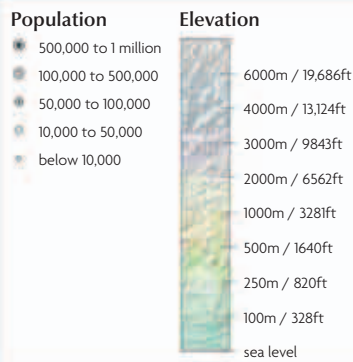 Population
500,000 to 1 million
100,000 to 500,000
50,000 to 100,000
10,000 to 50,000
below 10,000
Elevation
6000m / 19,686ft
4000m / 13,124ft
3000m / 9843ft
2000m / 6562ft
1000m / 3281ft
500m / 1640ft
250m / 820ft
100m / 328ft
sea level